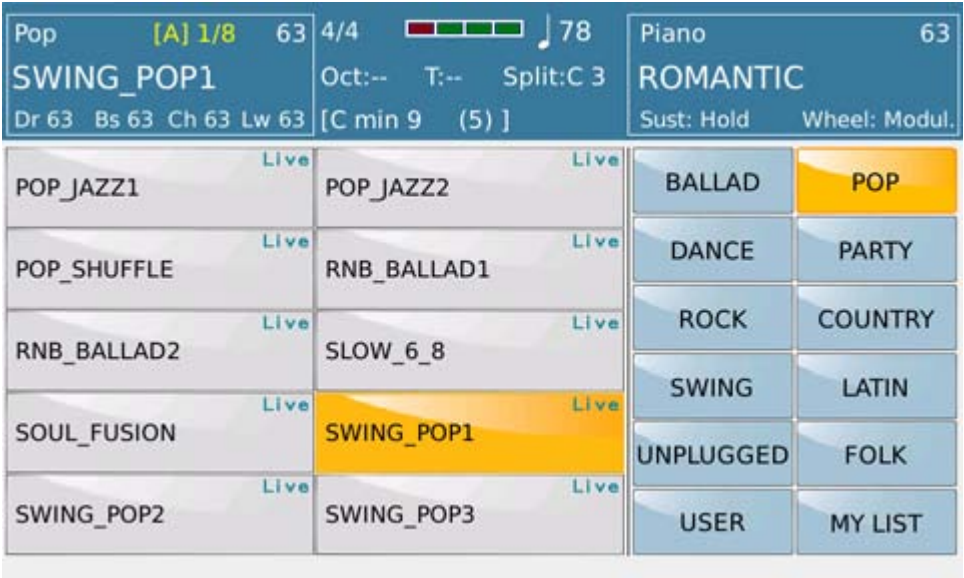 Pop [A] 1/8 63
SWING_POP1
Dr 63 Bs 63 Ch 63 Lw 63
4/4 78
Oct:-- T:-- Split:C 3
[C min 9 (5) ]
Piano 63
ROMANTIC
Sust: Hold Wheel: Modul.
Live Live
POP_JAZZ1 POP_JAZZ2
Live Live
POP_SHUFFLE RNB_BALLAD1
Live Live
RNB_BALLAD2 SLOW_6_8
Live Live
SOUL_FUSION SWING_POP1
Live Live
SWING_POP2 SWING_POP3
BALLAD POP
DANCE PARTY
ROCK COUNTRY
SWING LATIN
UNPLUGGED FOLK
USER MY LIST